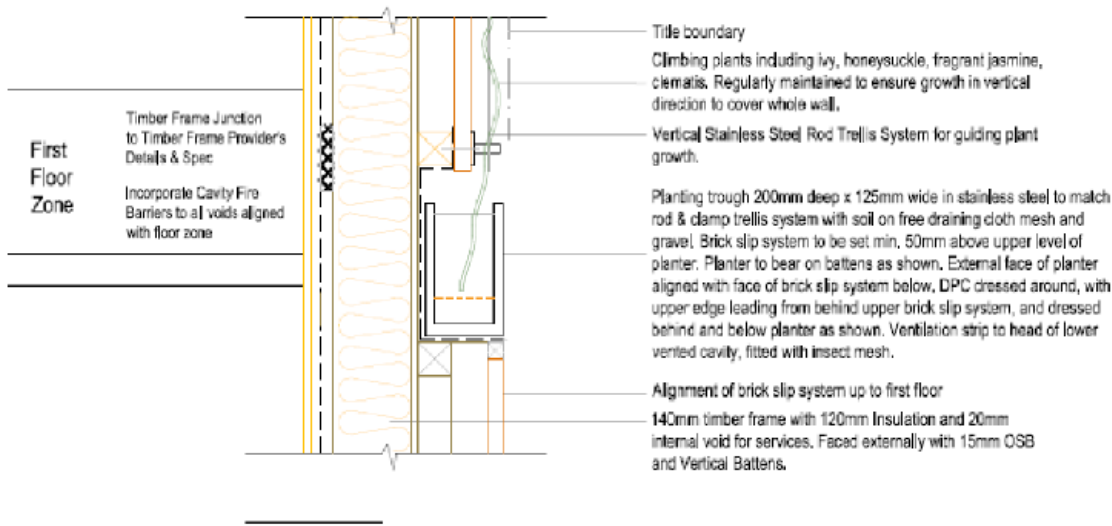 First
Floor
Zone
Timber Frame Junction
to Timber Frame Provider's
Details & Spec
Incorporate Cavity Fire
Barriers to all voids aligned
with floor zone
Title boundary
Climbing plants including ivy, honeysuckle, fragrant jasmine,
clematis. Regularly maintained to ensure growth in vertical
direction to cover whole wall.
Vertical Stainless Steel Rod Trellis System for guiding plant
growth.
Planting trough 200mm deep x 125mm wide in stainless steel to match
rod & clamp trellis system with soil on free draining cloth mesh and
gravel. Brick slip system to be set min. 50mm above upper level of
planter. Planter to bear on battens as shown. External face of planter
aligned with face of brick slip system below. DPC dressed around, with
upper edge leading from behind upper brick slip system, and dressed
behind and below planter as shown. Ventilation strip to head of lower
vented cavity, fitted with insect mesh.
Alignment of brick slip system up to first floor
140mm timber frame with 120mm Insulation and 20mm
internal void for services. Faced externally with 15mm OSB
and Vertical Battens.